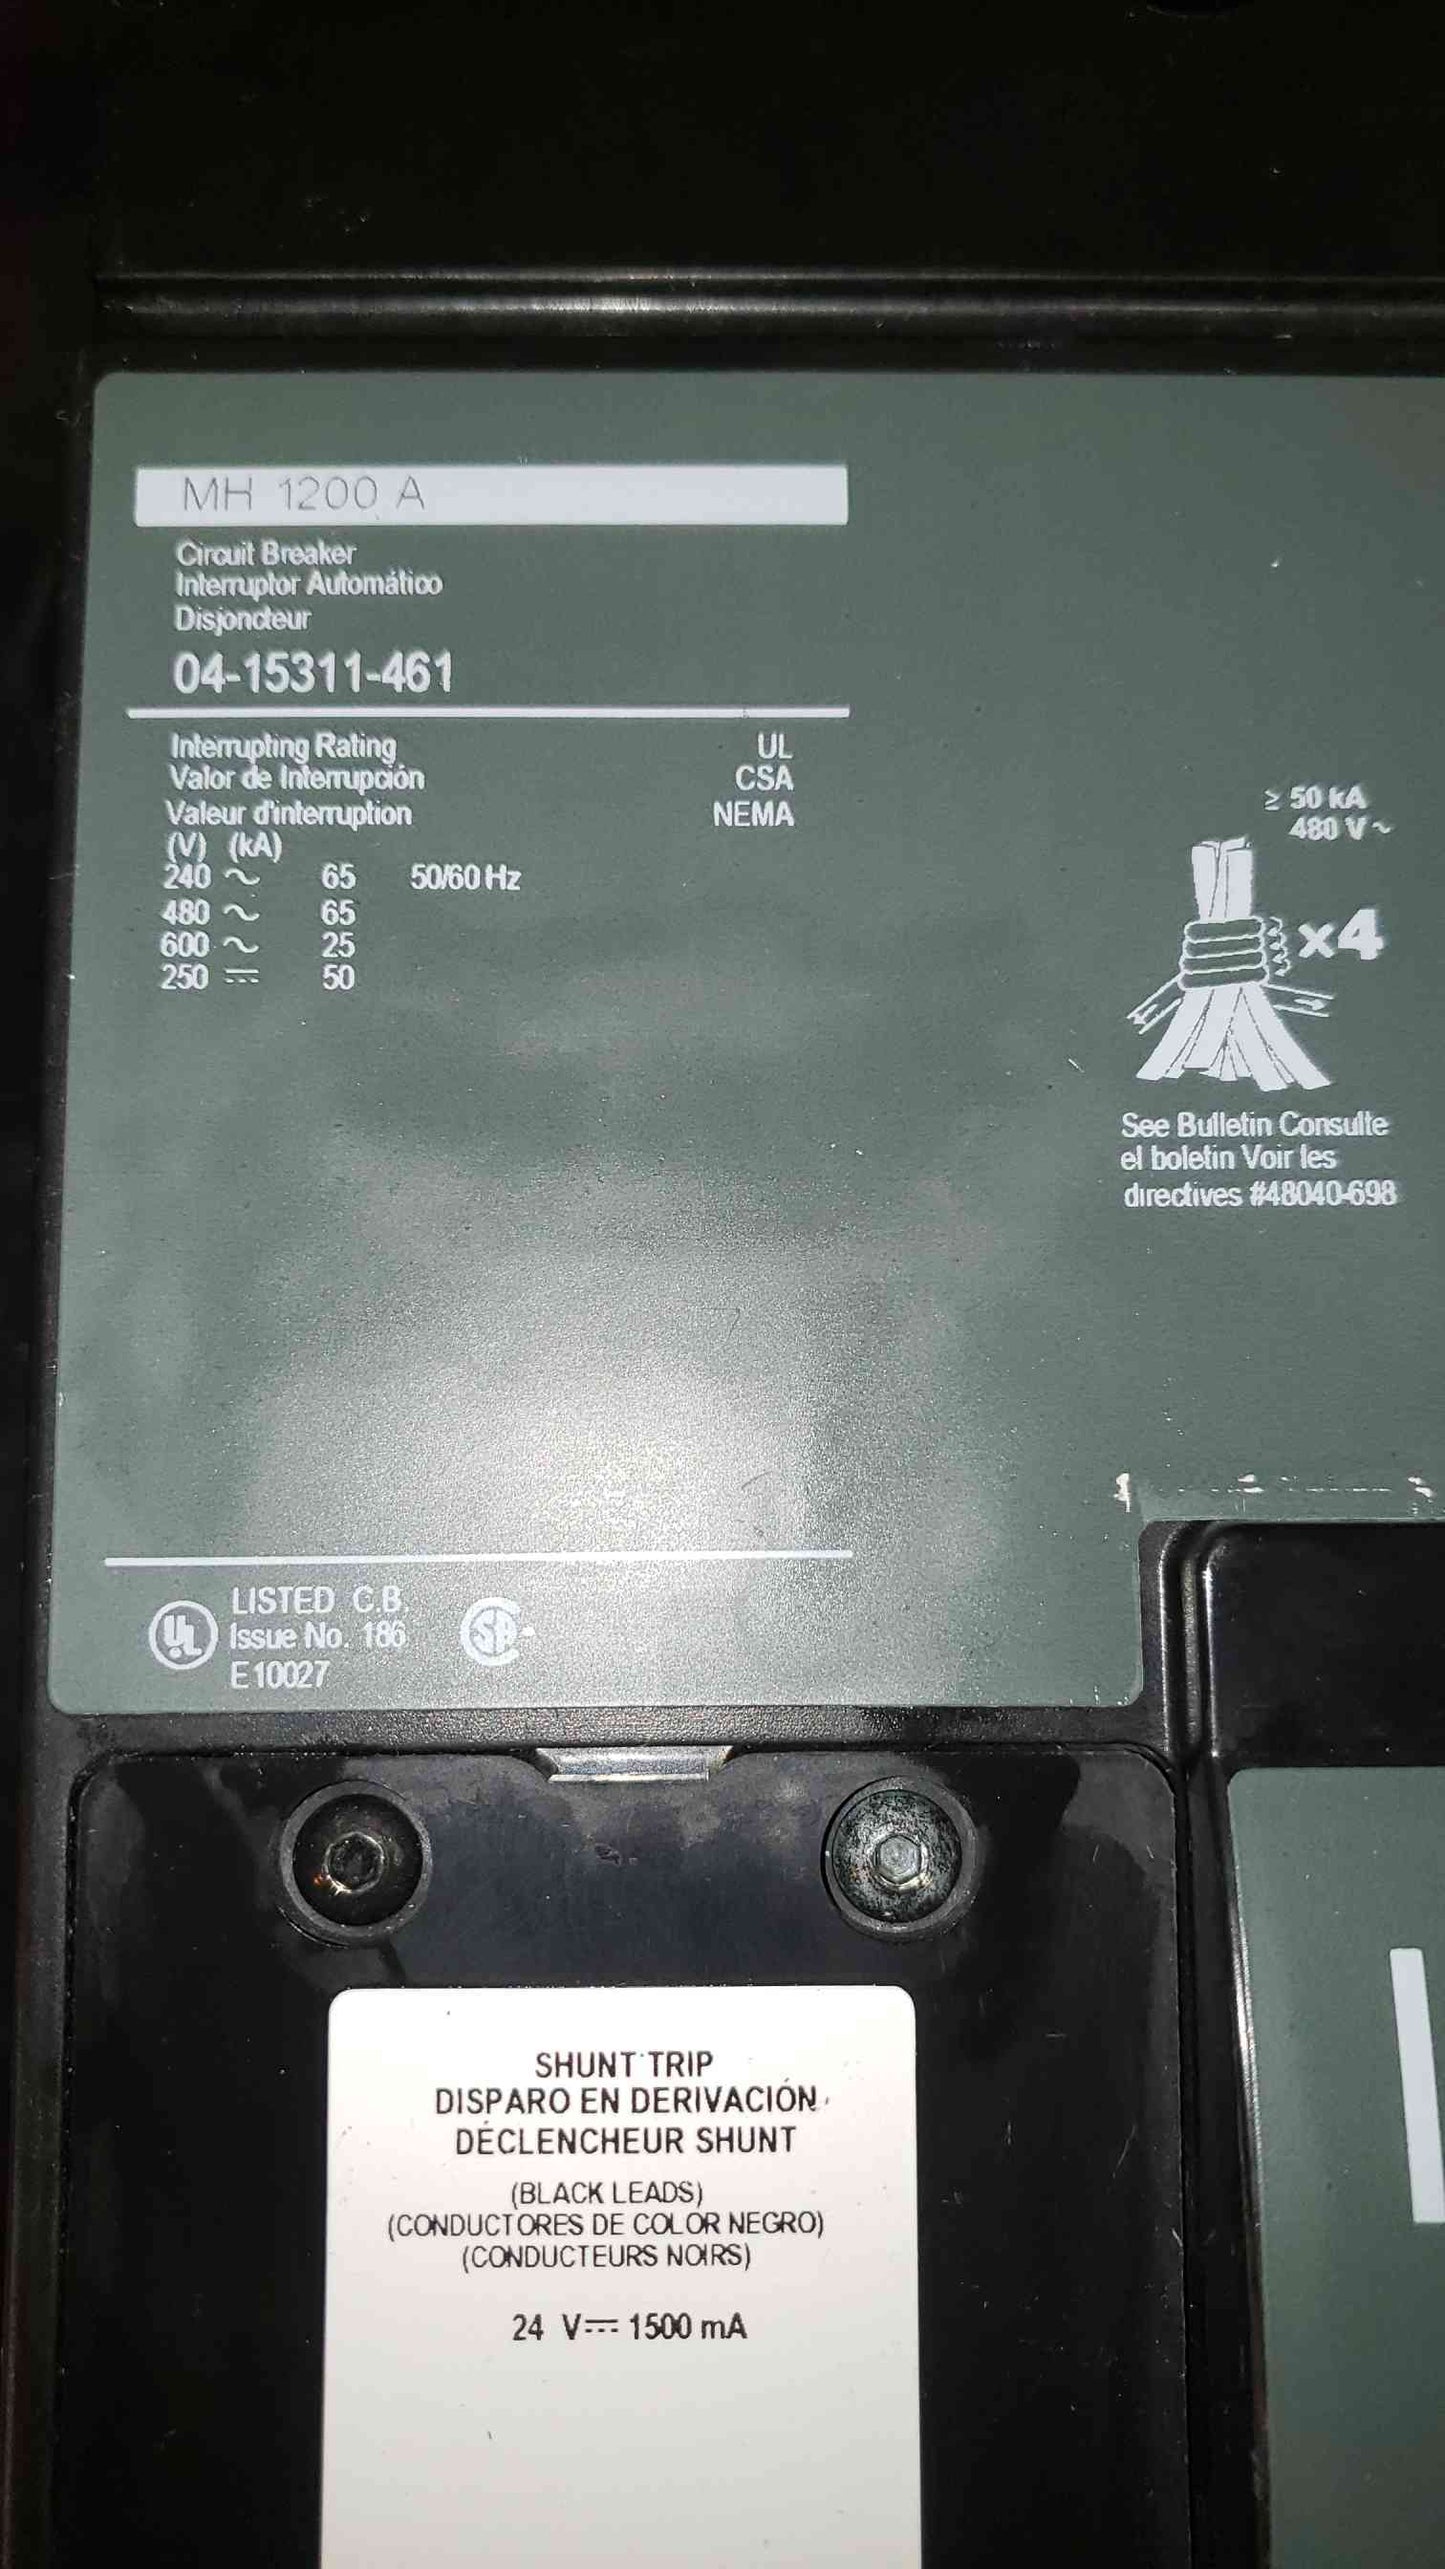 MH 1200 A
Circuit Breaker
Interruptor Automático
Disjoncteur
04-15311-461
Interrupting Rating UL
Valor de Interrupción CSA
Valeur d'interruption NEMA
(V) (kA)
240 ~ 65 50/60 Hz
480 ~ 65
600 ~ 25
250 ⎓ 50
≥ 50 kA
480 V ~
x4
See Bulletin Consulte
el boletin Voir les
directives #48040-698
UL LISTED C.B.
Issue No. 186
E10027
SA
SHUNT TRIP
DISPARO EN DERIVACIÓN
DÉCLENCHEUR SHUNT
(BLACK LEADS)
(CONDUCTORES DE COLOR NEGRO)
(CONDUCTEURS NOIRS)
24 V⎓ 1500 mA